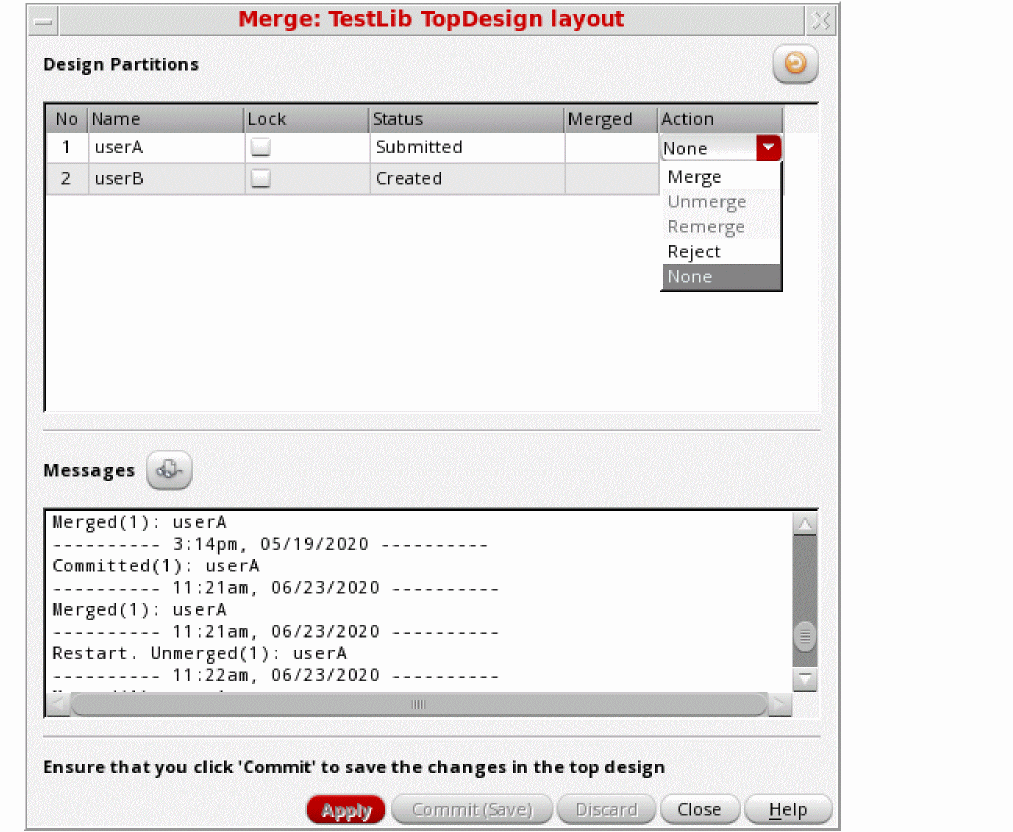 Merge: TestLib TopDesign layout
Design Partitions
No Name Lock Status Merged Action
1 userA Submitted None
2 userB Created
Merge
Unmerge
Remerge
Reject
None
Messages
Merged(1): userA
---------- 3:14pm, 05/19/2020 ----------
Committed(1): userA
---------- 11:21am, 06/23/2020 ----------
Merged(1): userA
---------- 11:21am, 06/23/2020 ----------
Restart. Unmerged(1): userA
---------- 11:22am, 06/23/2020 ----------
Ensure that you click 'Commit' to save the changes in the top design
Apply Commit (Save) Discard Close Help